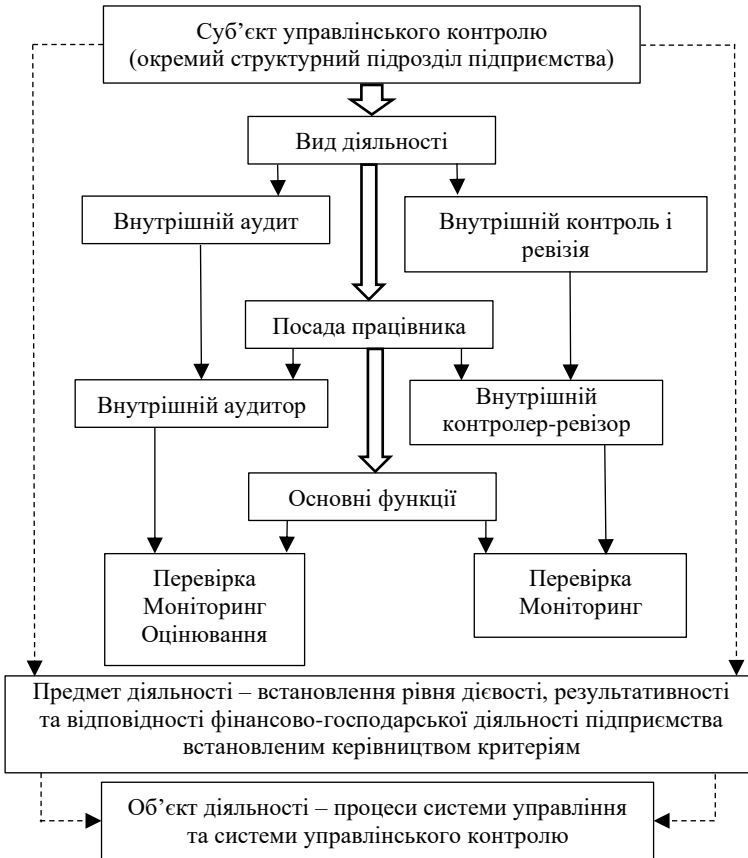 Суб’єкт управлінського контролю
(окремий структурний підрозділ підприємства)
Вид діяльності
Внутрішній аудит
Внутрішній контроль і
ревізія
Посада працівника
Внутрішній аудитор
Внутрішній
контролер-ревізор
Основні функції
Перевірка
Моніторинг
Оцінювання
Перевірка
Моніторинг
Предмет діяльності – встановлення рівня дієвості, результативності
та відповідності фінансово-господарської діяльності підприємства
встановленим керівництвом критеріям
Об’єкт діяльності – процеси системи управління
та системи управлінського контролю